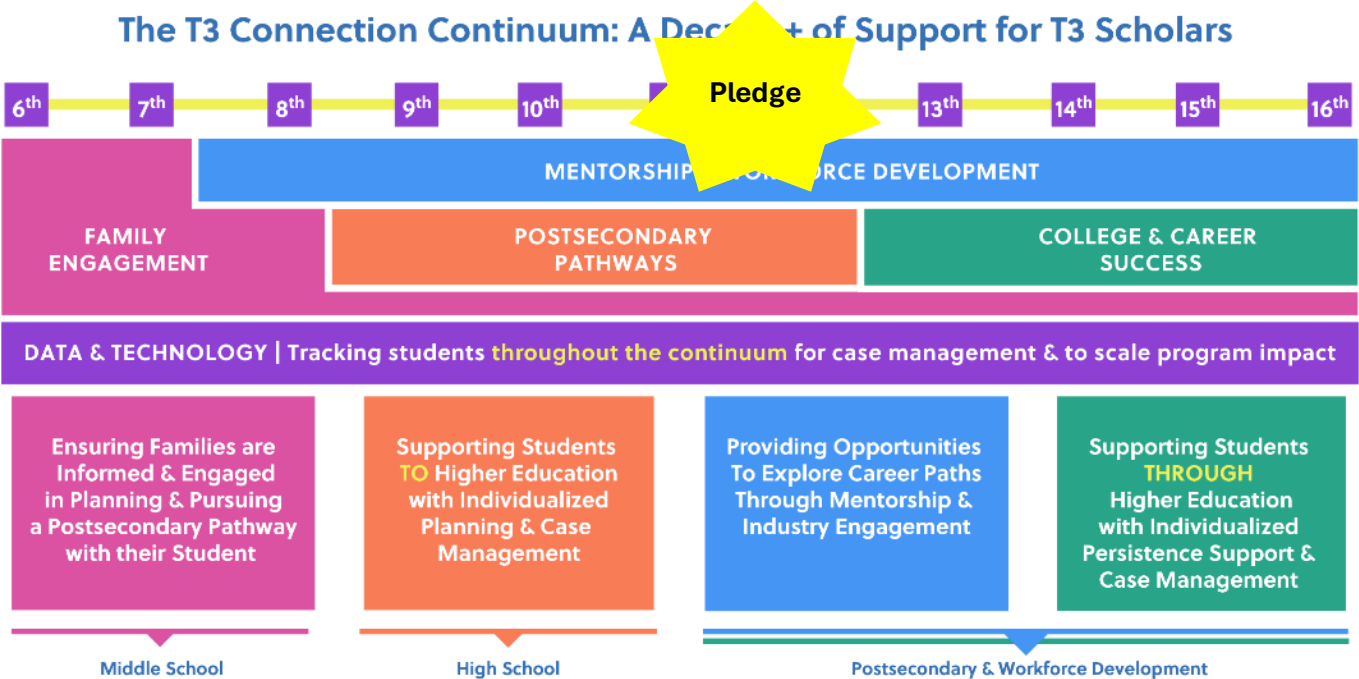 The T3 Connection Continuum: A Decade+ of Support for T3 Scholars
Pledge
6th 7th 8th 9th 10th 13th 14th 15th 16th
MENTORSHIP DEVELOPMENT
FAMILY
ENGAGEMENT
POSTSECONDARY
PATHWAYS
COLLEGE & CAREER
SUCCESS
DATA & TECHNOLOGY | Tracking students throughout the continuum for case management & to scale program impact
Ensuring Families are
Informed & Engaged
in Planning & Pursuing
a Postsecondary Pathway
with their Student
Supporting Students
TO Higher Education
with Individualized
Planning & Case
Management
Providing Opportunities
To Explore Career Paths
Through Mentorship &
Industry Engagement
Supporting Students
THROUGH
Higher Education
with Individualized
Persistence Support &
Case Management
Middle School
High School
Postsecondary & Workforce Development